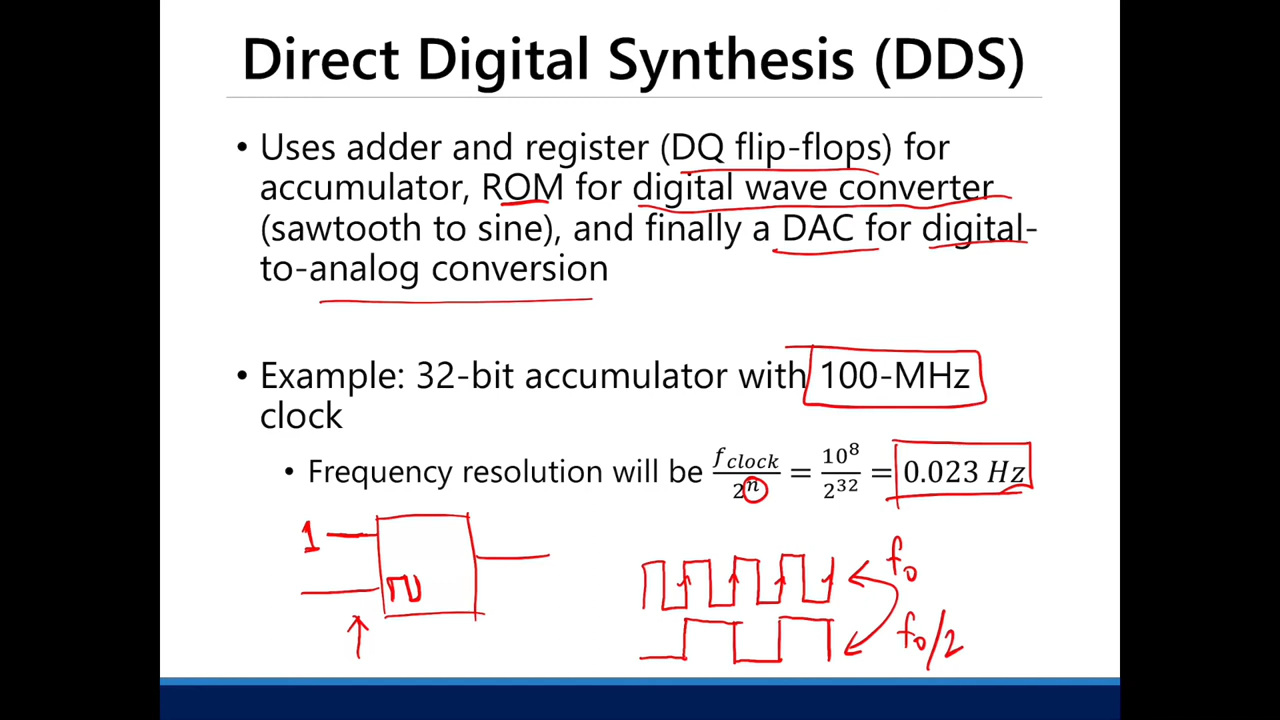 Direct Digital Synthesis (DDS)
• Uses adder and register (DQ flip-flops) for
accumulator, ROM for digital wave converter
(sawtooth to sine), and finally a DAC for digital-
to-analog conversion
• Example: 32-bit accumulator with 100-MHz
clock
• Frequency resolution will be f_clock/2^n = 10^8/2^32 = 0.023 Hz
1
f₀
f₀/2